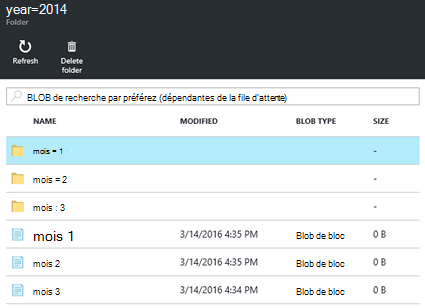 year=2014
Folder
Refresh
Delete folder
BLOB de recherche par préférez (dépendantes de la file d'attente)
NAME MODIFIED BLOB TYPE SIZE
mois = 1 -
mois = 2 -
mois : 3 -
mois 1 3/14/2016 4:35 PM Blob de bloc 0 B
mois 2 3/14/2016 4:35 PM Blob de bloc 0 B
mois 3 3/14/2016 4:34 PM Blob de bloc 0 B